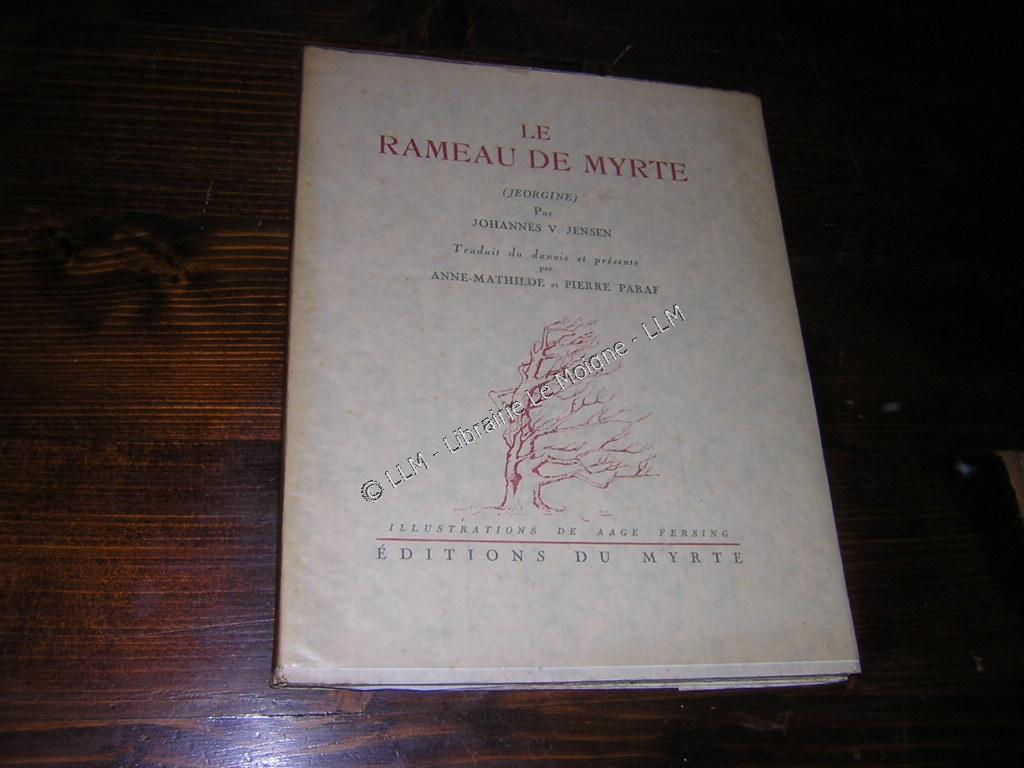 LE
RAMEAU DE MYRTE
(JEORGINE)
Par
JOHANNES V. JENSEN
Traduit du danois et présenté
par
ANNE-MATHILDE et PIERRE PARAF
© LLM - Librairie Le Moigne - LLM
ILLUSTRATIONS DE AAGE FERSING
ÉDITIONS DU MYRTE